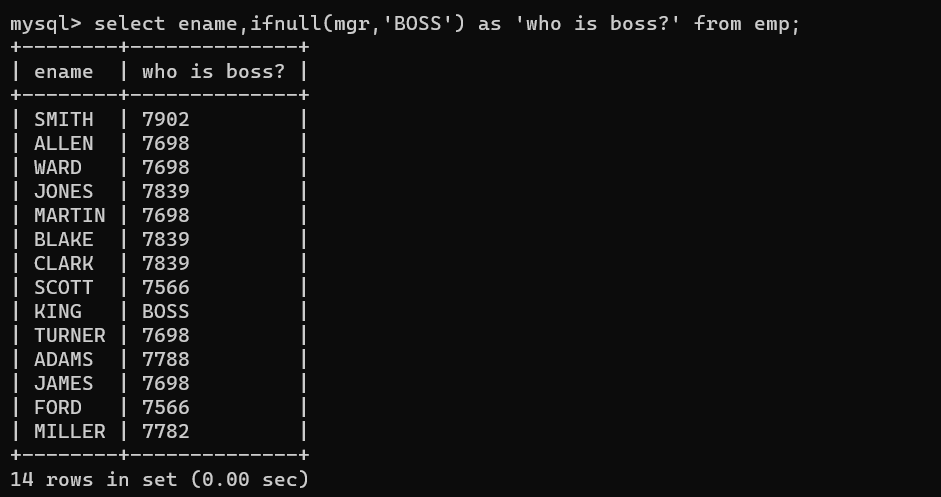 mysql> select ename,ifnull(mgr,'BOSS') as 'who is boss?' from emp;
+--------+--------------+
| ename  | who is boss? |
+--------+--------------+
| SMITH  | 7902         |
| ALLEN  | 7698         |
| WARD   | 7698         |
| JONES  | 7839         |
| MARTIN | 7698         |
| BLAKE  | 7839         |
| CLARK  | 7839         |
| SCOTT  | 7566         |
| KING   | BOSS         |
| TURNER | 7698         |
| ADAMS  | 7788         |
| JAMES  | 7698         |
| FORD   | 7566         |
| MILLER | 7782         |
+--------+--------------+
14 rows in set (0.00 sec)